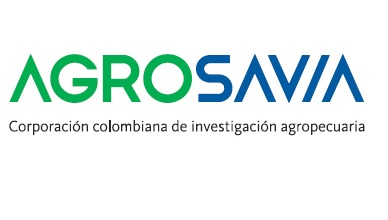 AGROSAVIA
Corporación colombiana de investigación agropecuaria